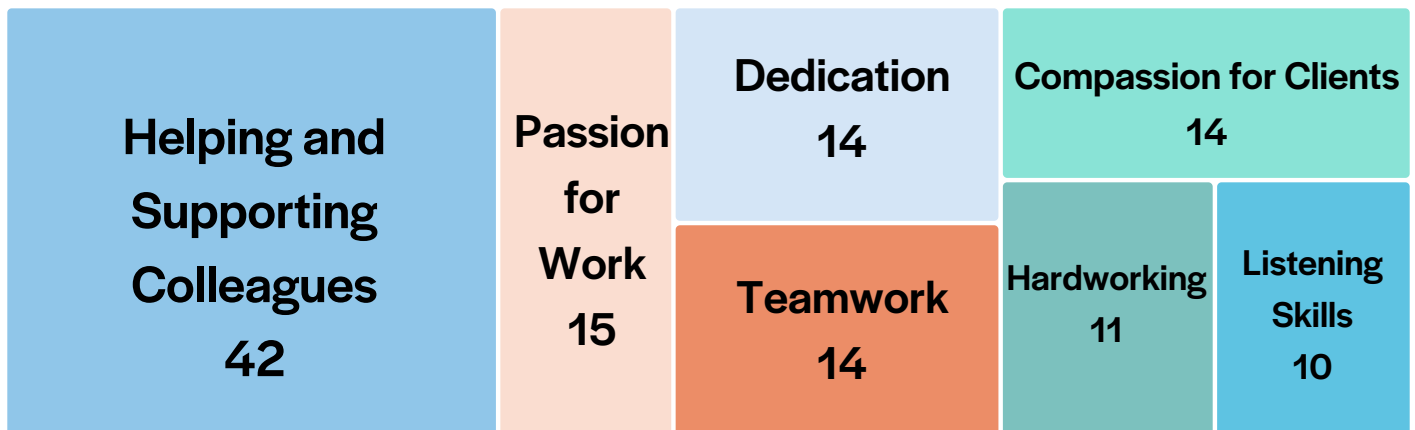 Helping and
Supporting
Colleagues
42
Passion
for
Work
15
Dedication
14
Teamwork
14
Compassion for Clients
14
Hardworking
11
Listening
Skills
10